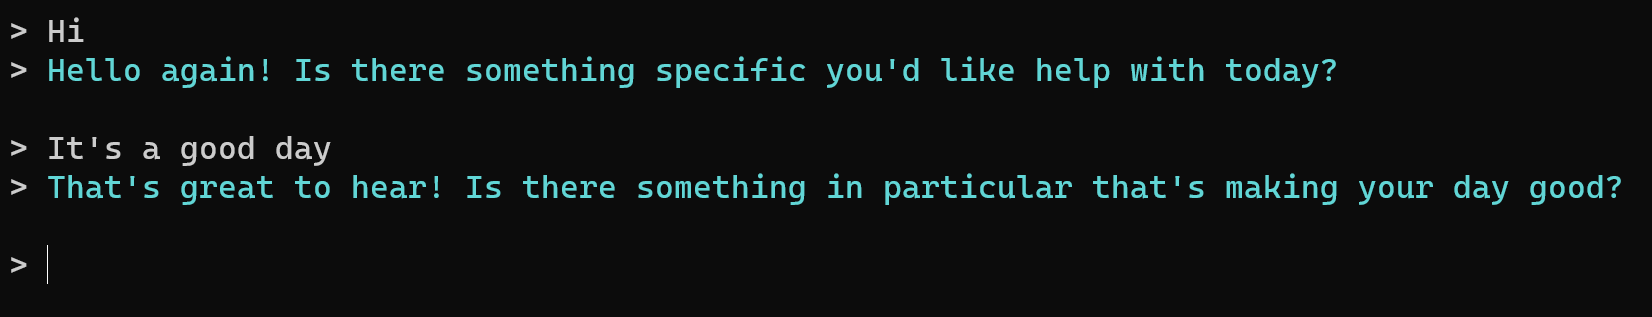 > Hi
> Hello again! Is there something specific you'd like help with today?
> It's a good day
> That's great to hear! Is there something in particular that's making your day good?
>